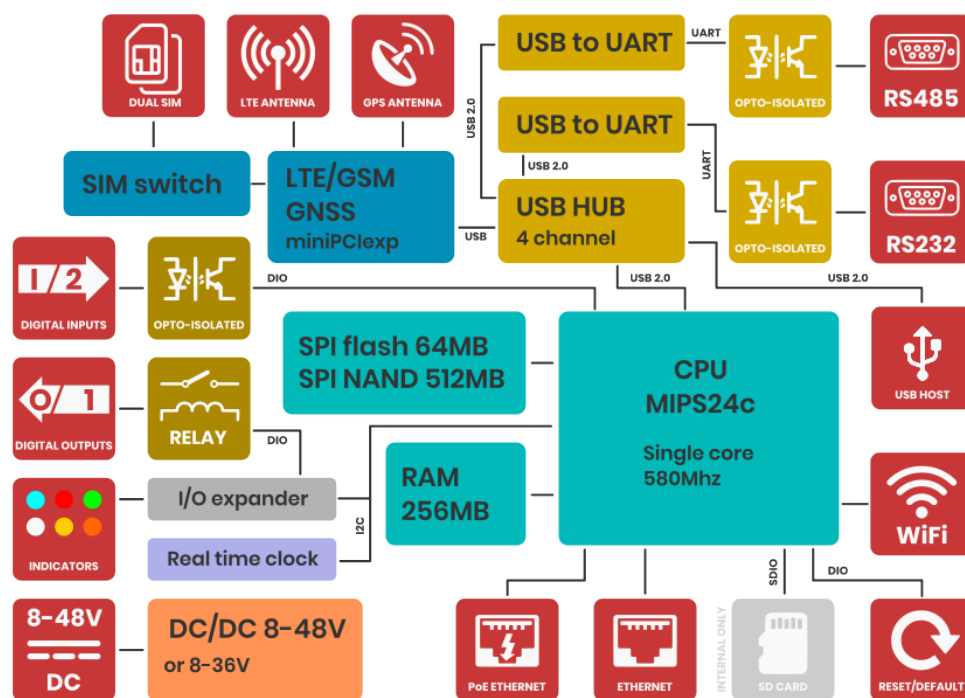 DUAL SIM
LTE ANTENNA
GPS ANTENNA
USB 2.0
USB to UART
UART
OPTO-ISOLATED
RS485
USB to UART
USB 2.0
UART
SIM switch
LTE/GSM
GNSS
miniPCIexp
USB
USB HUB
4 channel
OPTO-ISOLATED
RS232
I/2
DIGITAL INPUTS
OPTO-ISOLATED
DIO
USB 2.0
USB 2.0
SPI flash 64MB
SPI NAND 512MB
CPU
MIPS24c
Single core
580Mhz
USB HOST
O/1
DIGITAL OUTPUTS
RELAY
DIO
RAM
256MB
I/O expander
I2C
Real time clock
INDICATORS
WiFi
8-48V
DC
DC/DC 8-48V
or 8-36V
SDIO
DIO
PoE ETHERNET
ETHERNET
INTERNAL ONLY
SD CARD
RESET/DEFAULT